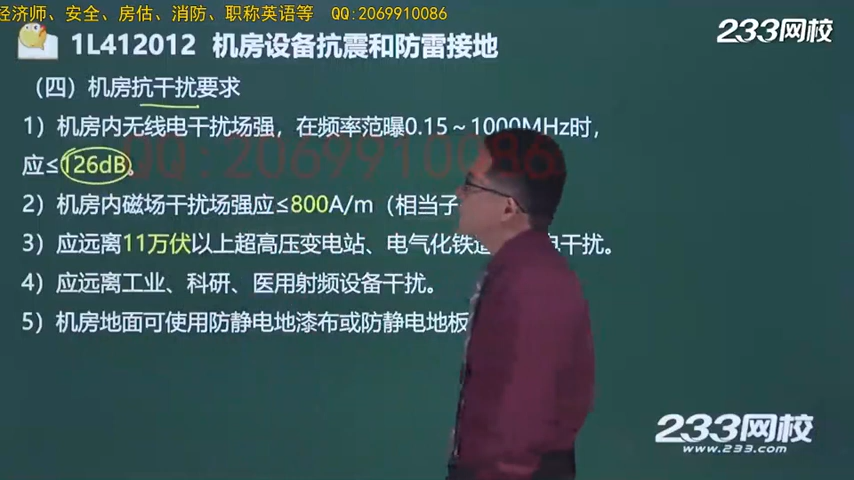 经济师、安全、房估、消防、职称英语等 QQ:2069910086
1L412012 机房设备抗震和防雷接地
233网校
（四）机房抗干扰要求
1）机房内无线电干扰场强，在频率范曝0.15～1000MHz时，
应≤126dB。
QQ:2069910086
2）机房内磁场干扰场强应≤800A/m（相当
3）应远离11万伏以上超高压变电站、电气化铁道 电干扰。
4）应远离工业、科研、医用射频设备干扰。
5）机房地面可使用防静电地漆布或防静电地板
233网校
www.233.com